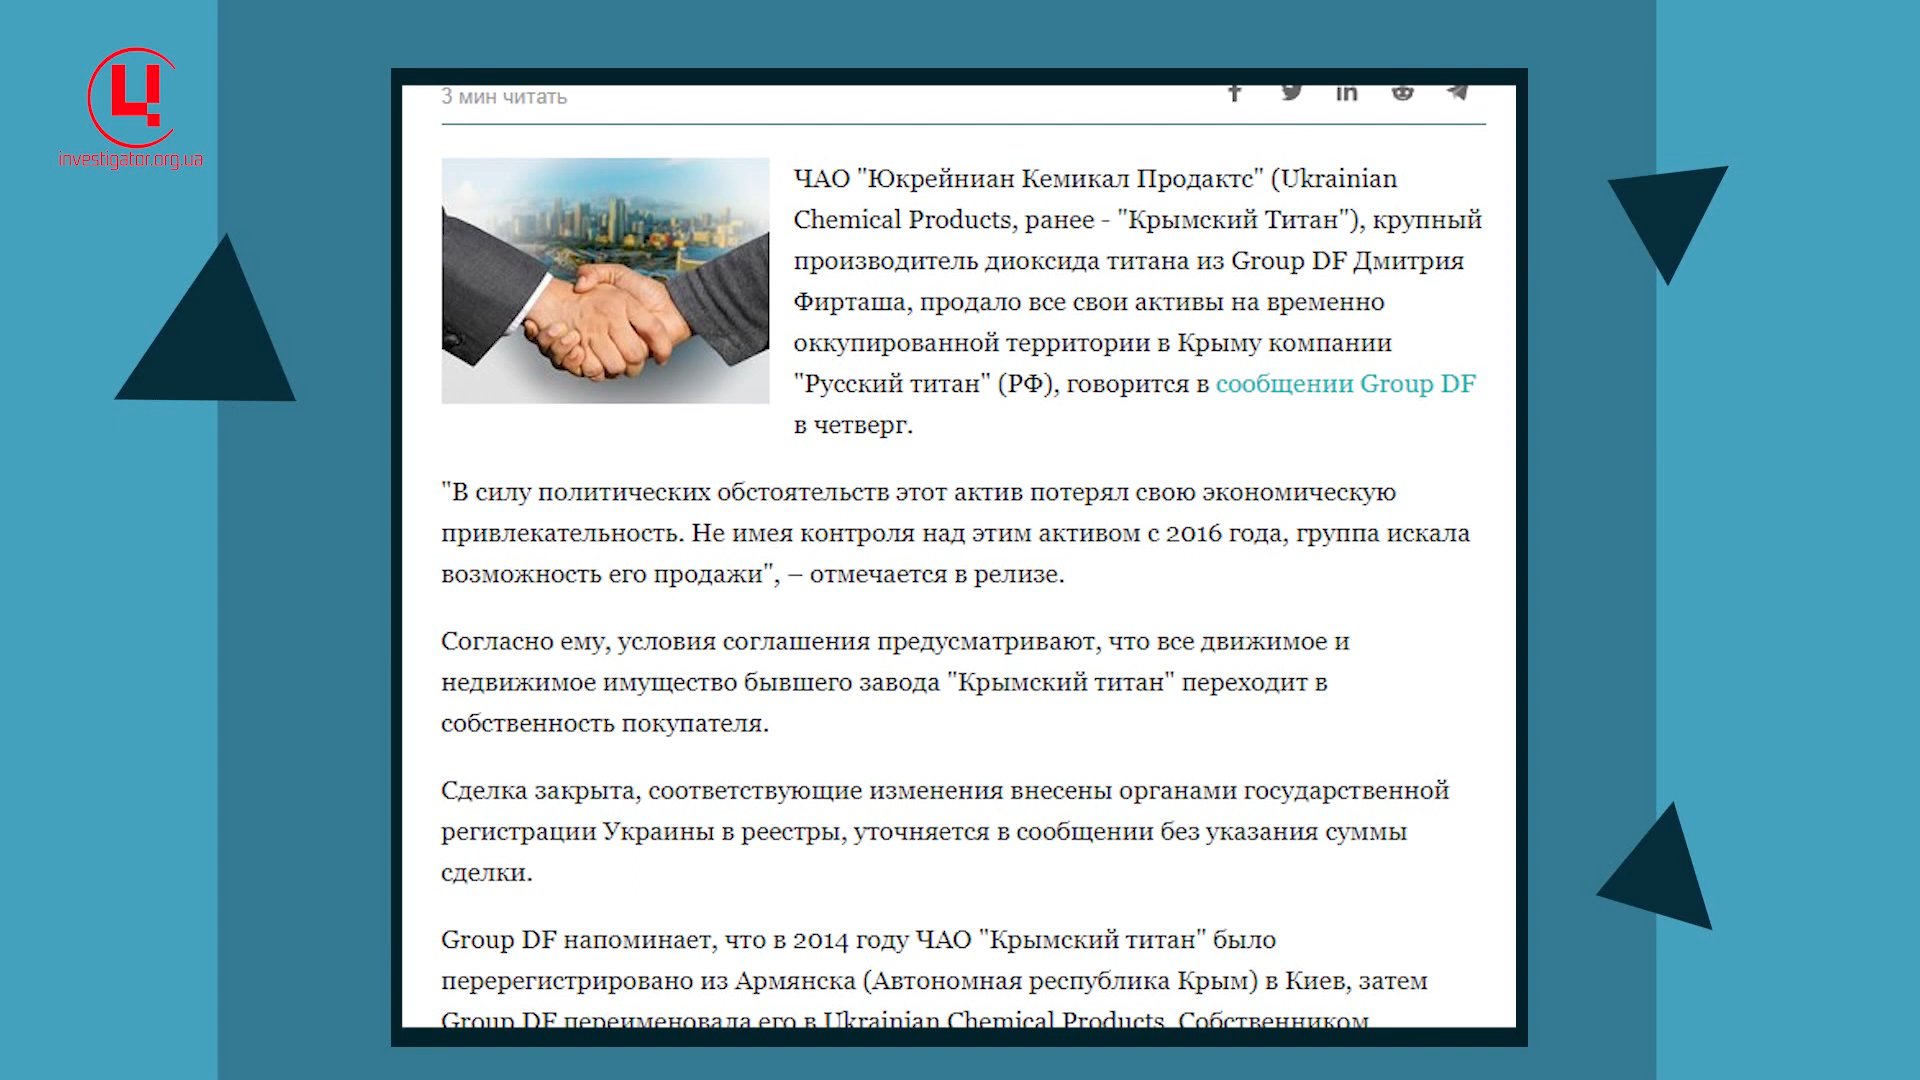 Ц
investigator.org.ua
3 мин читать
ЧАО "Юкрейниан Кемикал Продактс" (Ukrainian
Chemical Products, ранее - "Крымский Титан"), крупный
производитель диоксида титана из Group DF Дмитрия
Фирташа, продало все свои активы на временно
оккупированной территории в Крыму компании
"Русский титан" (РФ), говорится в сообщении Group DF
в четверг.
"В силу политических обстоятельств этот актив потерял свою экономическую
привлекательность. Не имея контроля над этим активом с 2016 года, группа искала
возможность его продажи", – отмечается в релизе.
Согласно ему, условия соглашения предусматривают, что все движимое и
недвижимое имущество бывшего завода "Крымский титан" переходит в
собственность покупателя.
Сделка закрыта, соответствующие изменения внесены органами государственной
регистрации Украины в реестры, уточняется в сообщении без указания суммы
сделки.
Group DF напоминает, что в 2014 году ЧАО "Крымский титан" было
перерегистрировано из Армянска (Автономная республика Крым) в Киев, затем
Group DF переименовала его в Ukrainian Chemical Products. Собственником